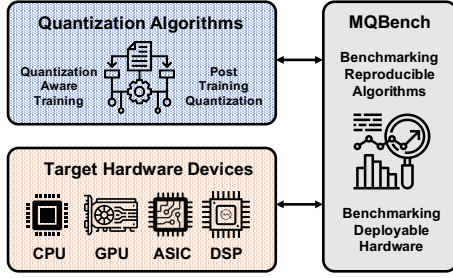 Quantization Algorithms
Quantization
Aware
Training
Post
Training
Quantization
Target Hardware Devices
CPU GPU ASIC DSP
MQBench
Benchmarking
Reproducible
Algorithms
Benchmarking
Deployable
Hardware